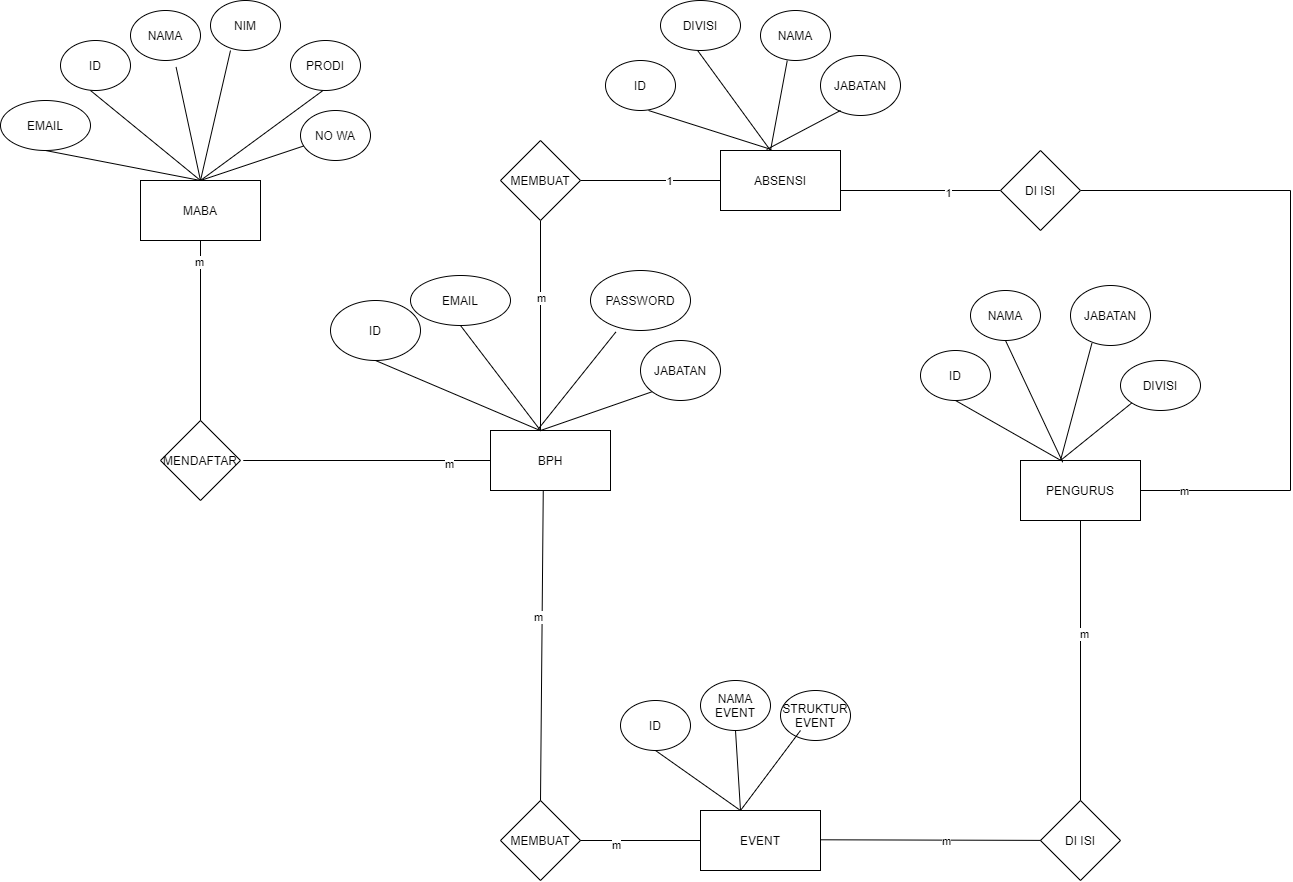 DIVISI
NIM
NAMA
NAMA
ID
PRODI
ID
JABATAN
EMAIL
NO WA
MEMBUAT
1
ABSENSI
1
DI ISI
MABA
m
m
EMAIL
PASSWORD
ID
NAMA
JABATAN
JABATAN
ID
DIVISI
MENDAFTAR
m
BPH
PENGURUS
m
m
m
ID
NAMA
EVENT
STRUKTUR
EVENT
MEMBUAT
m
EVENT
m
DI ISI